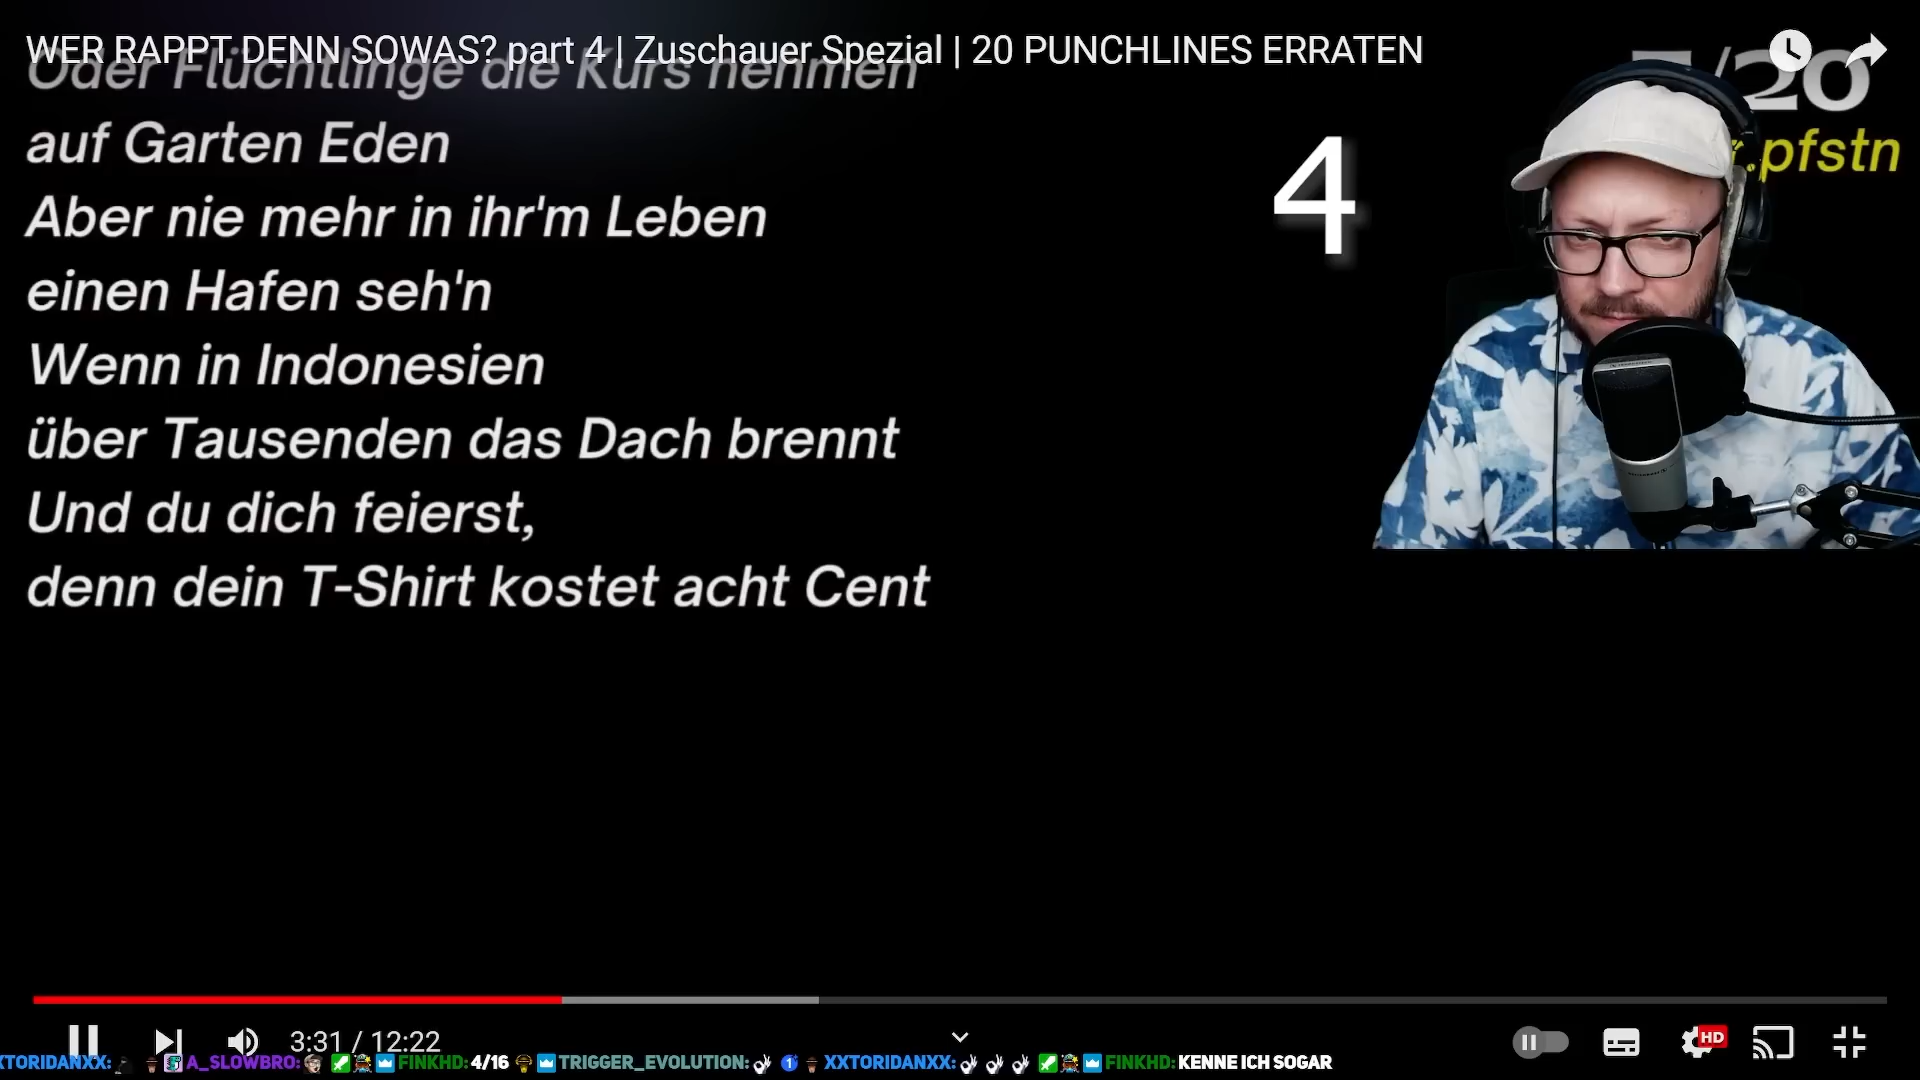 WER RAPPT DENN SOWAS? part 4 | Zuschauer Spezial | 20 PUNCHLINES ERRATEN
Oder Flüchtlinge die Kurs nehmen
/20
auf Garten Eden
.pfstn
4
Aber nie mehr in ihr'm Leben
einen Hafen seh'n
Wenn in Indonesien
über Tausenden das Dach brennt
Und du dich feierst,
denn dein T-Shirt kostet acht Cent
3:31 / 12:22
HD
XTORIDANXX: A_SLOWBRO: FINKHD: 4/16 TRIGGER_EVOLUTION: 1 XXTORIDANXX: FINKHD: KENNE ICH SOGAR